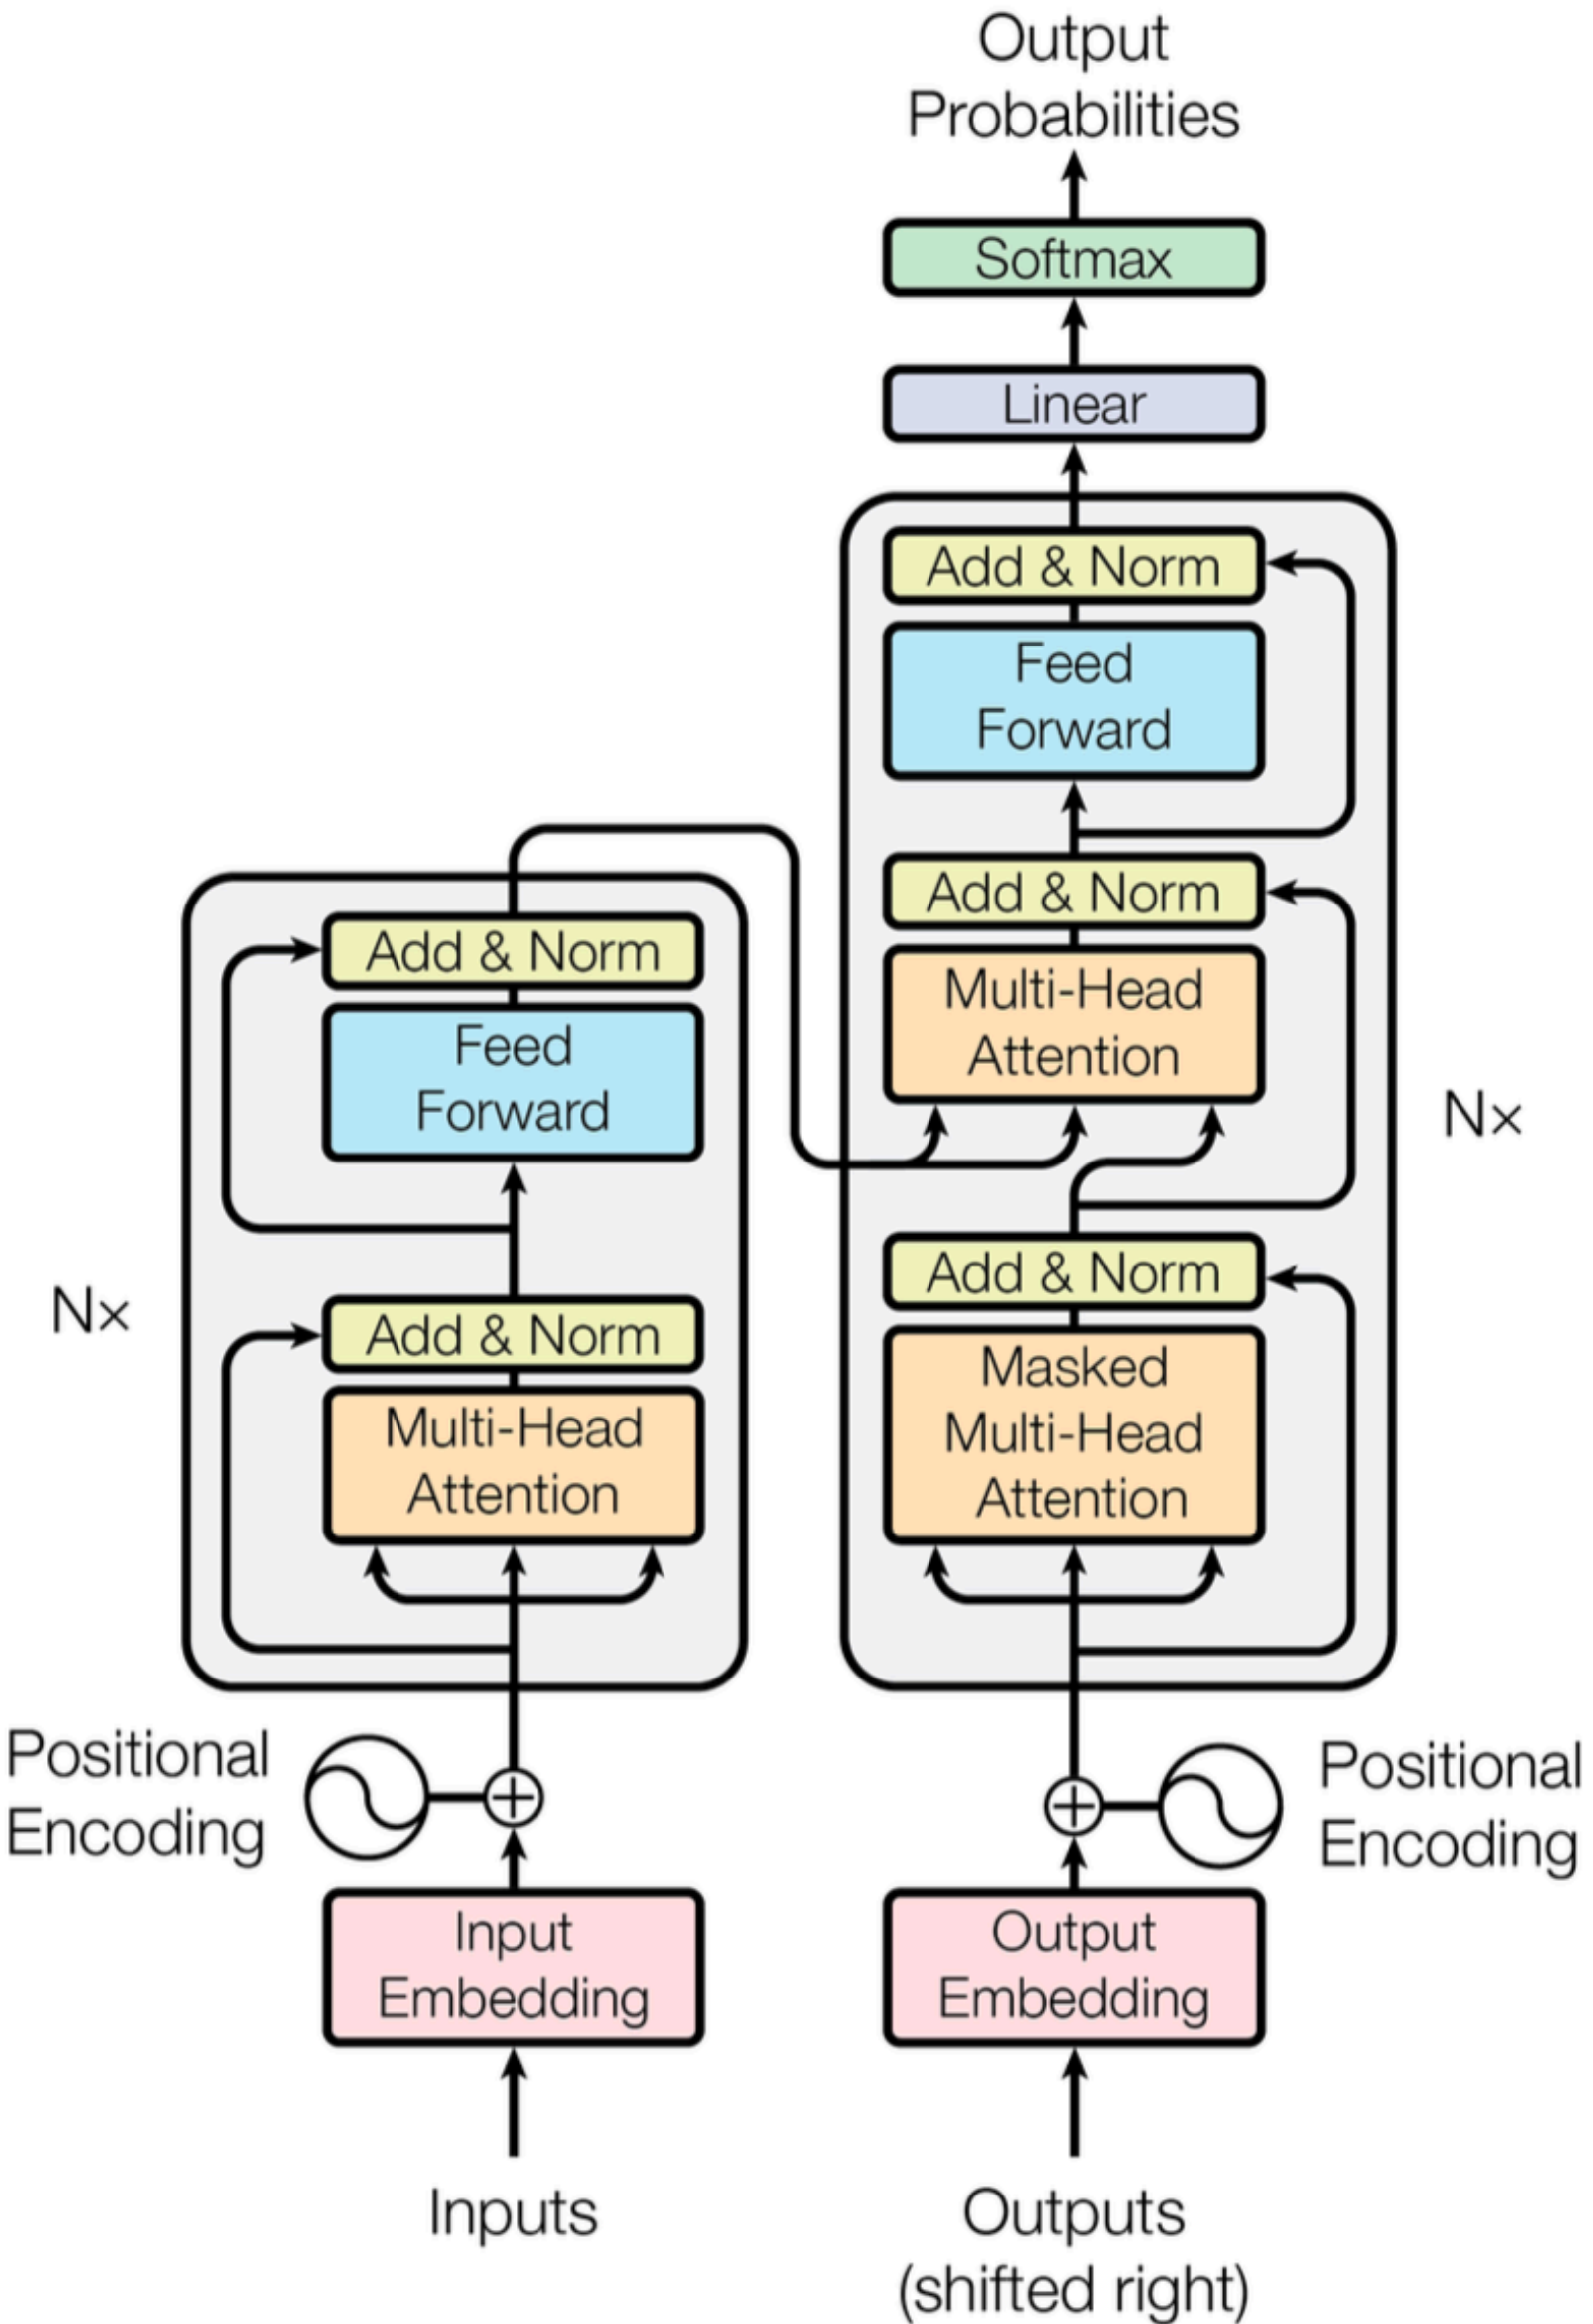 Output
Probabilities
Softmax
Linear
Add & Norm
Feed
Forward
Add & Norm
Multi-Head
Attention
Nx
Add & Norm
Masked
Multi-Head
Attention
Add & Norm
Feed
Forward
Nx
Add & Norm
Multi-Head
Attention
Positional
Encoding
Positional
Encoding
Input
Embedding
Output
Embedding
Inputs
Outputs
(shifted right)